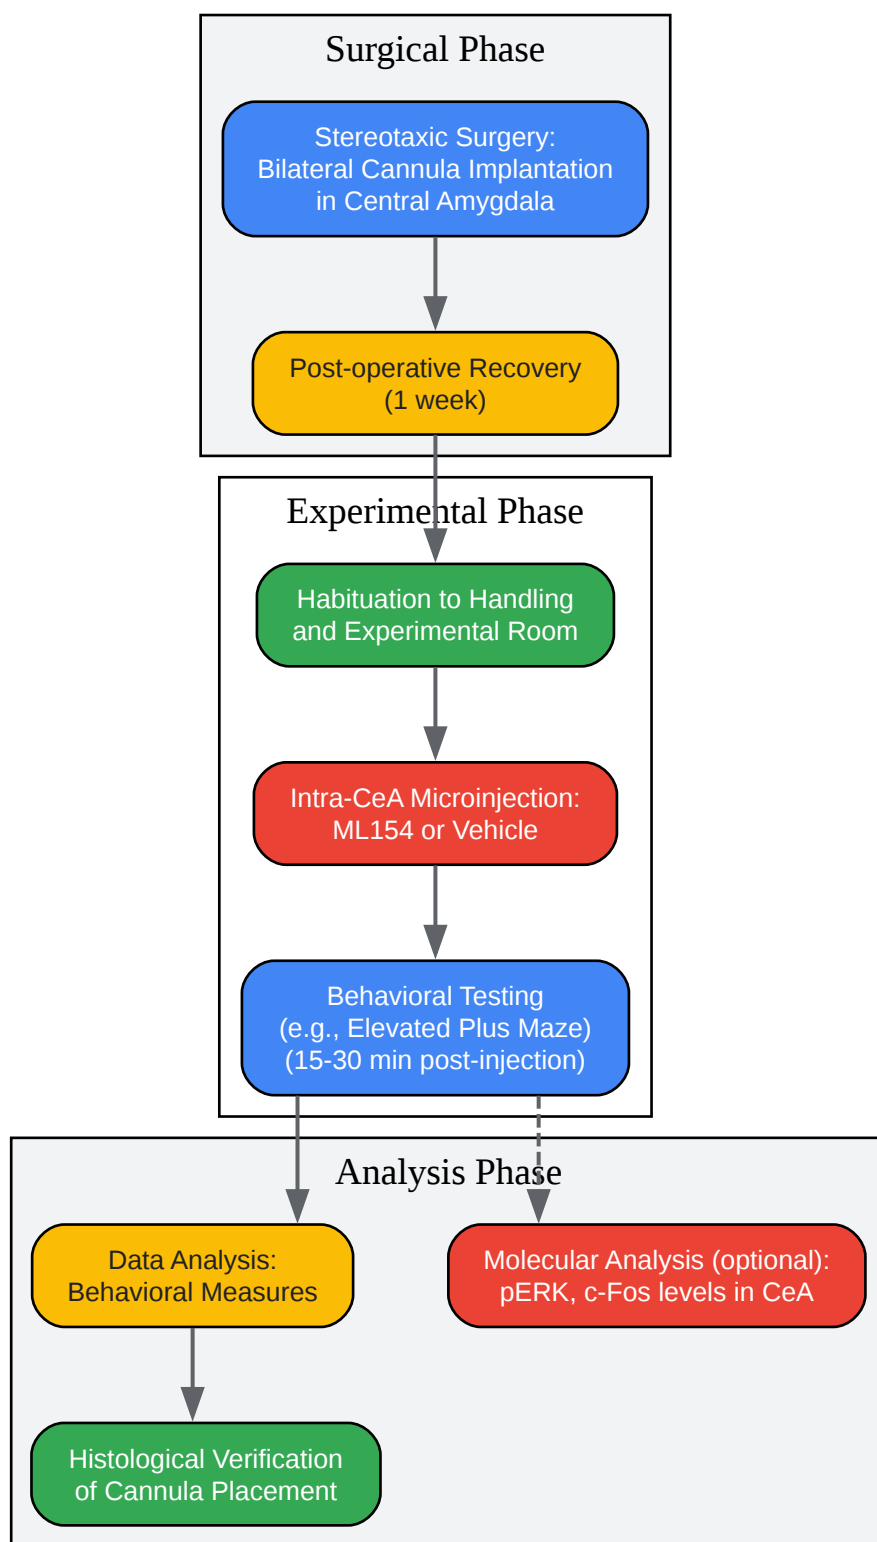 Surgical Phase
Stereotaxic Surgery:
Bilateral Cannula Implantation
in Central Amygdala
Post-operative Recovery
(1 week)
Experimental Phase
Habituation to Handling
and Experimental Room
Intra-CeA Microinjection:
ML154 or Vehicle
Behavioral Testing
(e.g., Elevated Plus Maze)
(15-30 min post-injection)
Analysis Phase
Data Analysis:
Behavioral Measures
Molecular Analysis (optional):
pERK, c-Fos levels in CeA
Histological Verification
of Cannula Placement